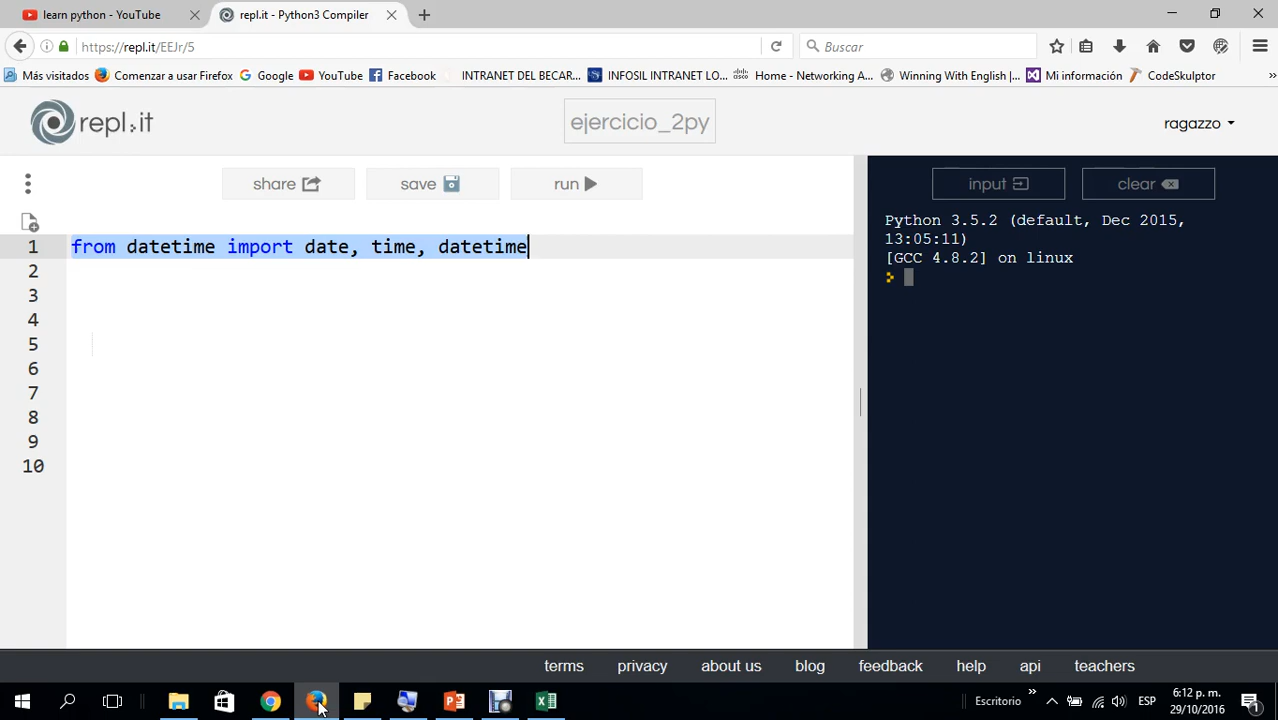 learn python - YouTube
repl.it - Python3 Compiler
https://repl.it/EEJr/5
Buscar
Más visitados
Comenzar a usar Firefox
Google
YouTube
Facebook
INTRANET DEL BECAR...
INFOSIL INTRANET LO...
Home - Networking A...
Winning With English |...
Mi información
CodeSkulptor
repl.it
ejercicio_2py
ragazzo
share
save
run
input
clear
1 from datetime import date, time, datetime
2
3
4
5
6
7
8
9
10
Python 3.5.2 (default, Dec 2015,
13:05:11)
[GCC 4.8.2] on linux
terms
privacy
about us
blog
feedback
help
api
teachers
Escritorio
ESP
6:12 p. m.
29/10/2016
1